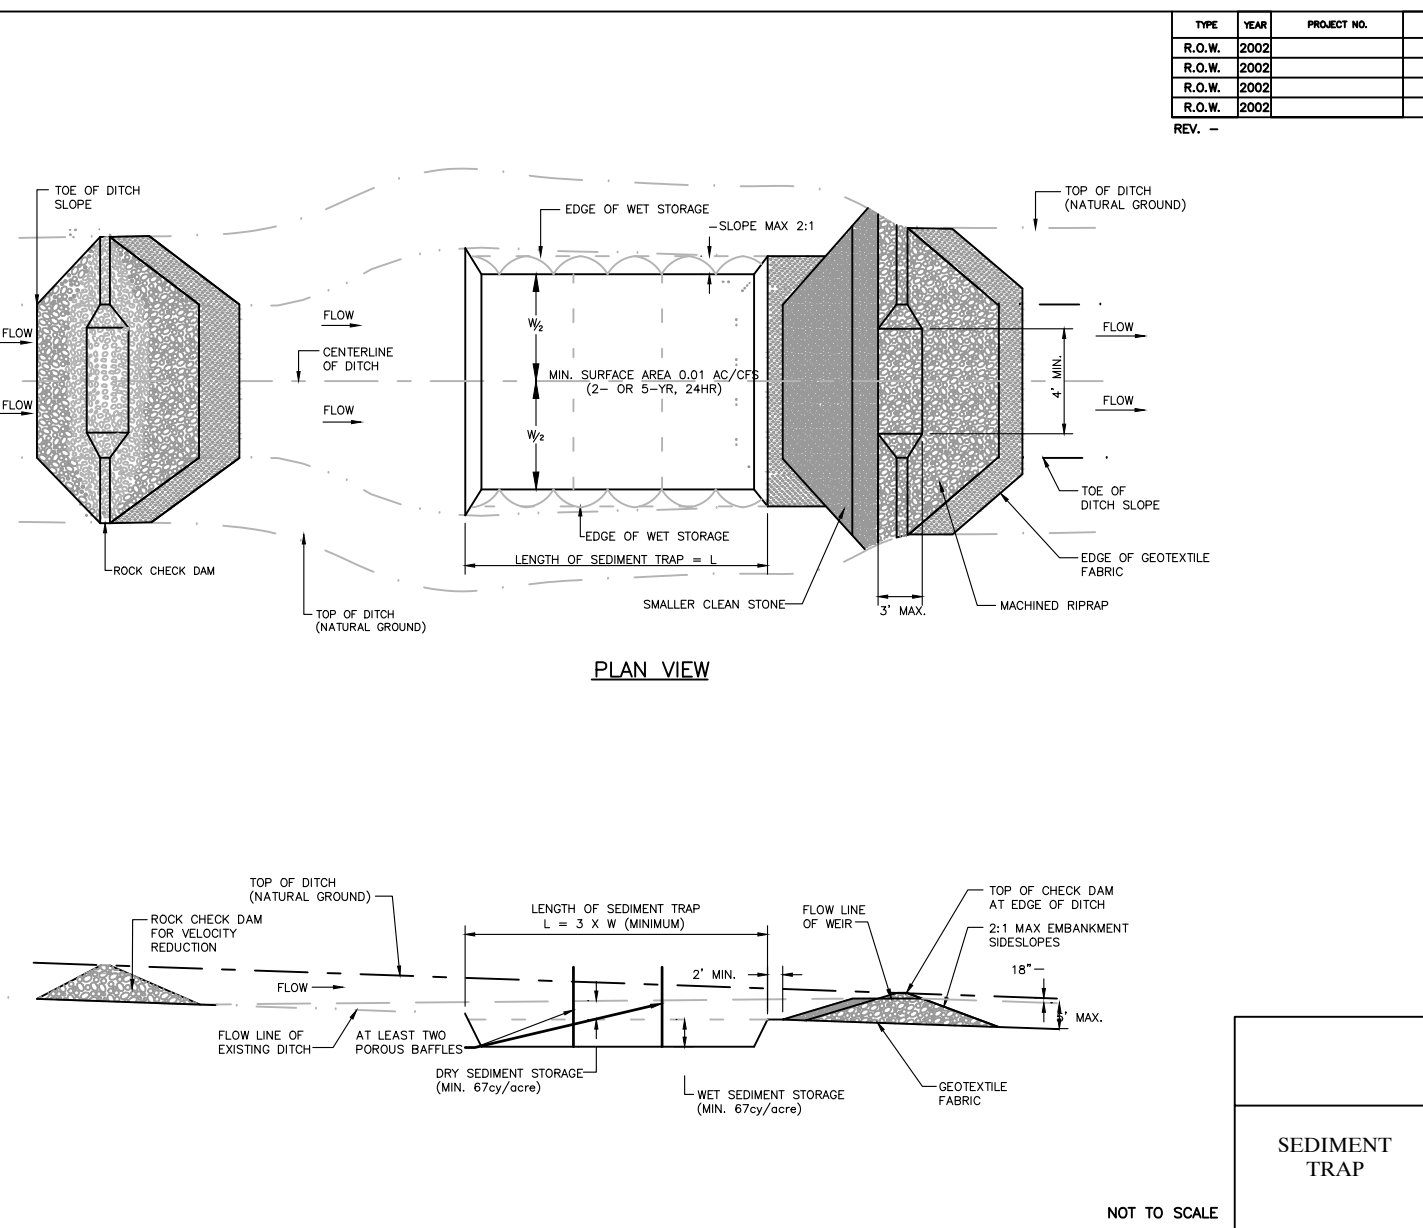 TYPE YEAR PROJECT NO.
R.O.W. 2002
R.O.W. 2002
R.O.W. 2002
R.O.W. 2002
REV. -
TOE OF DITCH
SLOPE
EDGE OF WET STORAGE
SLOPE MAX 2:1
TOP OF DITCH
(NATURAL GROUND)
FLOW
FLOW
FLOW
FLOW
CENTERLINE
OF DITCH
W/2
W/2
MIN. SURFACE AREA 0.01 AC/CFS
(2- OR 5-YR, 24HR)
4' MIN.
FLOW
FLOW
TOE OF
DITCH SLOPE
EDGE OF WET STORAGE
LENGTH OF SEDIMENT TRAP = L
EDGE OF GEOTEXTILE
FABRIC
ROCK CHECK DAM
TOP OF DITCH
(NATURAL GROUND)
SMALLER CLEAN STONE
3' MAX.
MACHINED RIPRAP
PLAN VIEW
TOP OF DITCH
(NATURAL GROUND)
ROCK CHECK DAM
FOR VELOCITY
REDUCTION
LENGTH OF SEDIMENT TRAP
L = 3 X W (MINIMUM)
FLOW LINE
OF WEIR
TOP OF CHECK DAM
AT EDGE OF DITCH
2:1 MAX EMBANKMENT
SIDESLOPES
2' MIN.
18"
FLOW
MAX.
FLOW LINE OF
EXISTING DITCH
AT LEAST TWO
POROUS BAFFLES
DRY SEDIMENT STORAGE
(MIN. 67cy/acre)
WET SEDIMENT STORAGE
(MIN. 67cy/acre)
GEOTEXTILE
FABRIC
SEDIMENT
TRAP
NOT TO SCALE